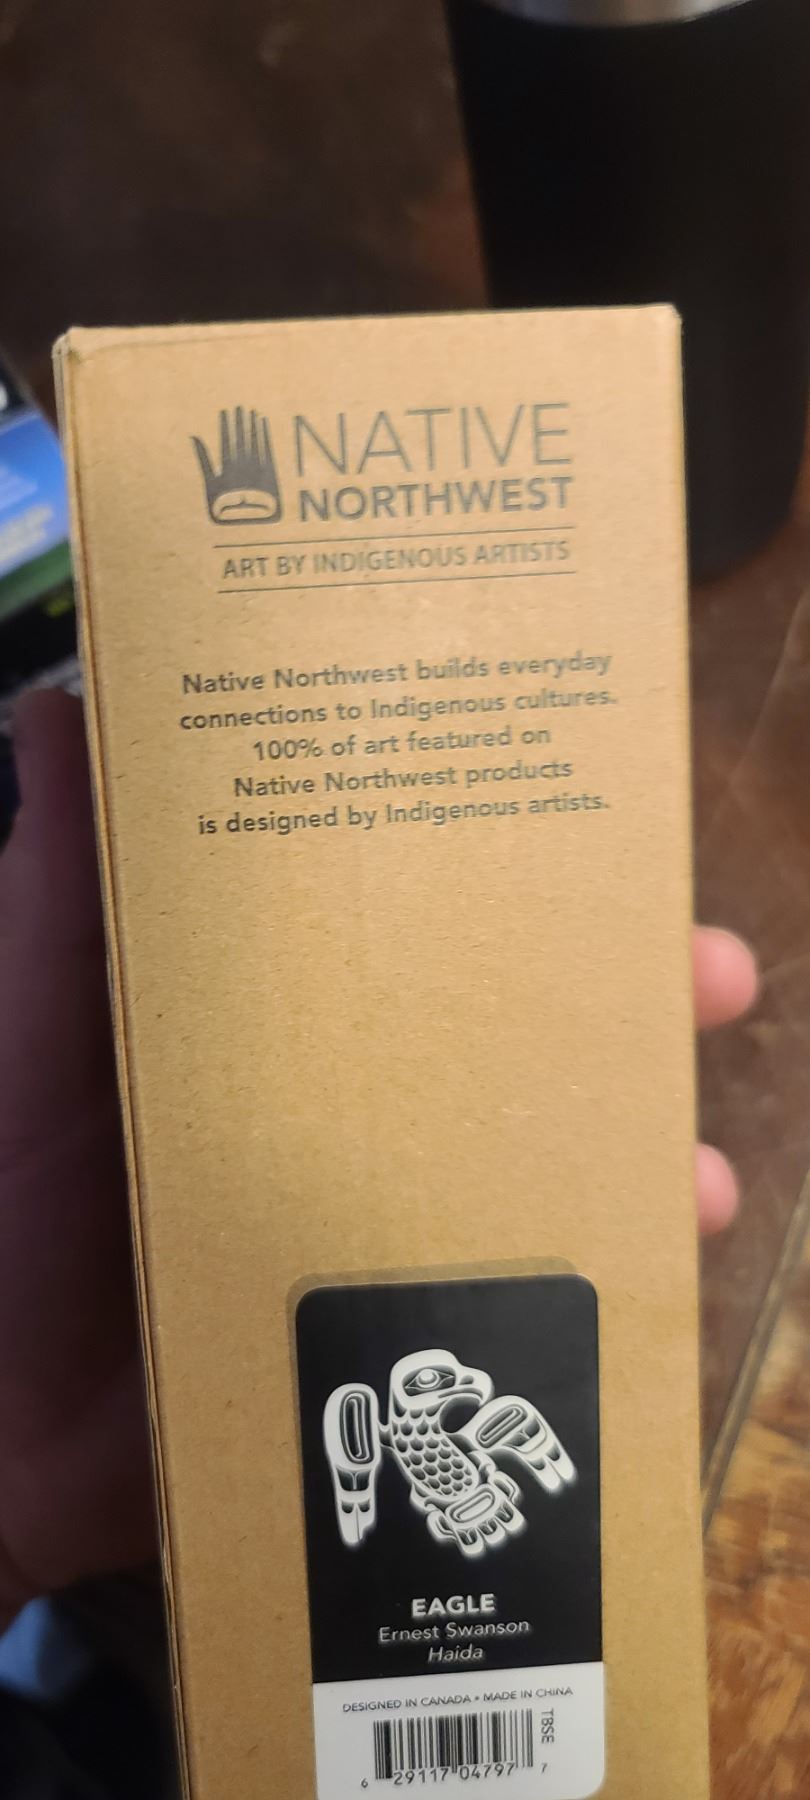 NATIVE
NORTHWEST
ART BY INDIGENOUS ARTISTS
Native Northwest builds everyday
connections to Indigenous cultures.
100% of art featured on
Native Northwest products
is designed by Indigenous artists.
EAGLE
Ernest Swanson
Haida
DESIGNED IN CANADA • MADE IN CHINA
TBSE
6 29117 04797 7